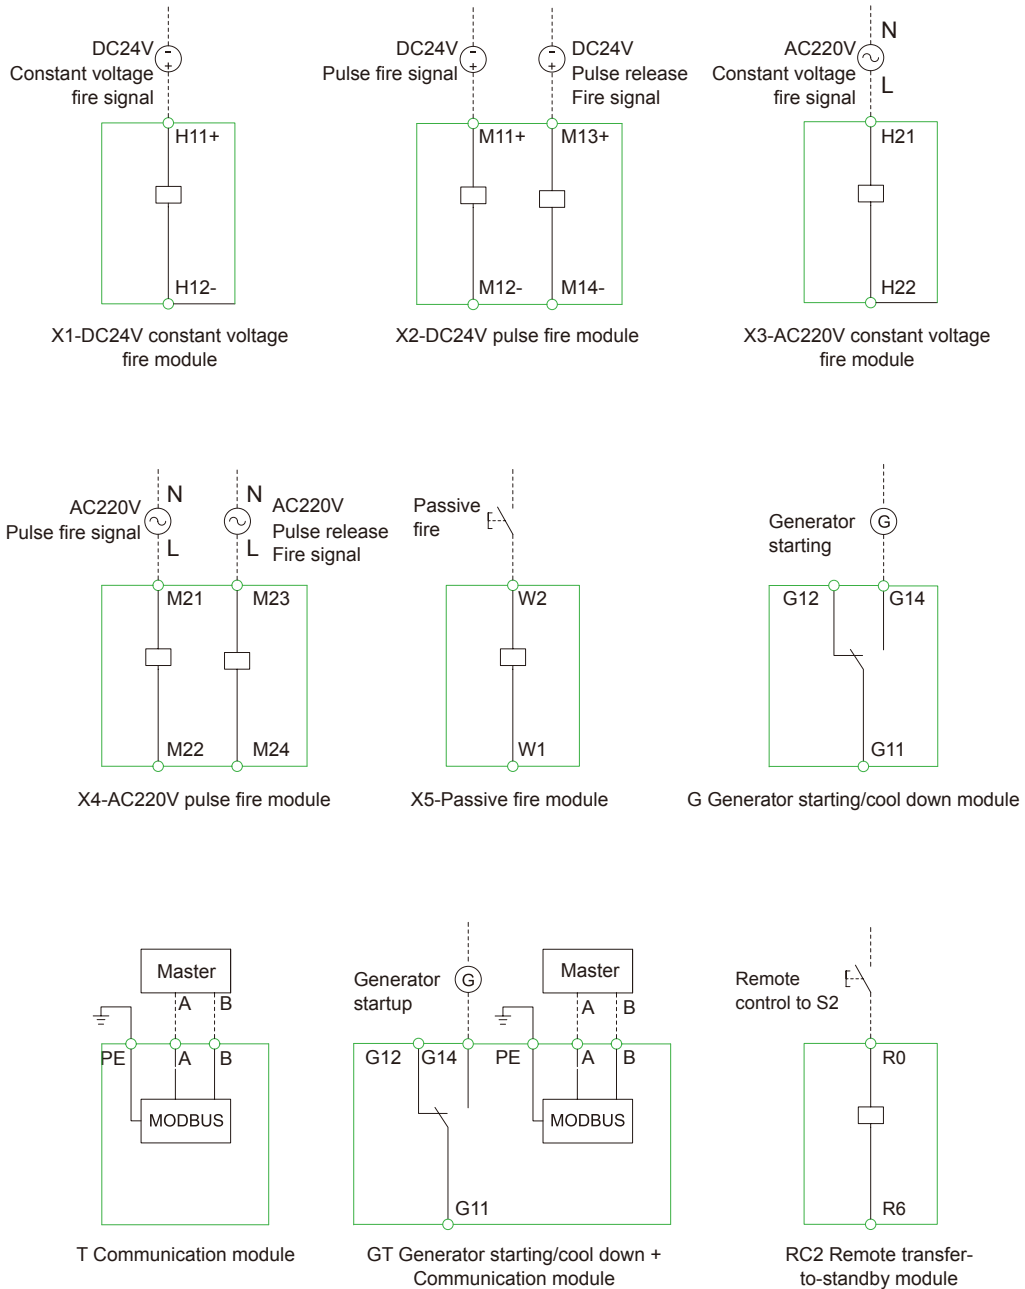 DC24V
Constant voltage
fire signal
-
+
H11+
H12-
X1-DC24V constant voltage
fire module
DC24V
Pulse fire signal
-
+
-
+
DC24V
Pulse release
Fire signal
M11+ M13+
M12- M14-
X2-DC24V pulse fire module
AC220V
Constant voltage
fire signal
N
L
H21
H22
X3-AC220V constant voltage
fire module
AC220V
Pulse fire signal
N
L
N
L
AC220V
Pulse release
Fire signal
M21 M23
M22 M24
X4-AC220V pulse fire module
Passive
fire
W2
W1
X5-Passive fire module
Generator
starting
G
G12 G14
G11
G Generator starting/cool down module
Master
A B
PE A B
MODBUS
T Communication module
Generator
startup
G
Master
A B
G12 G14 PE A B
MODBUS
G11
GT Generator starting/cool down +
Communication module
Remote
control to S2
R0
R6
RC2 Remote transfer-
to-standby module